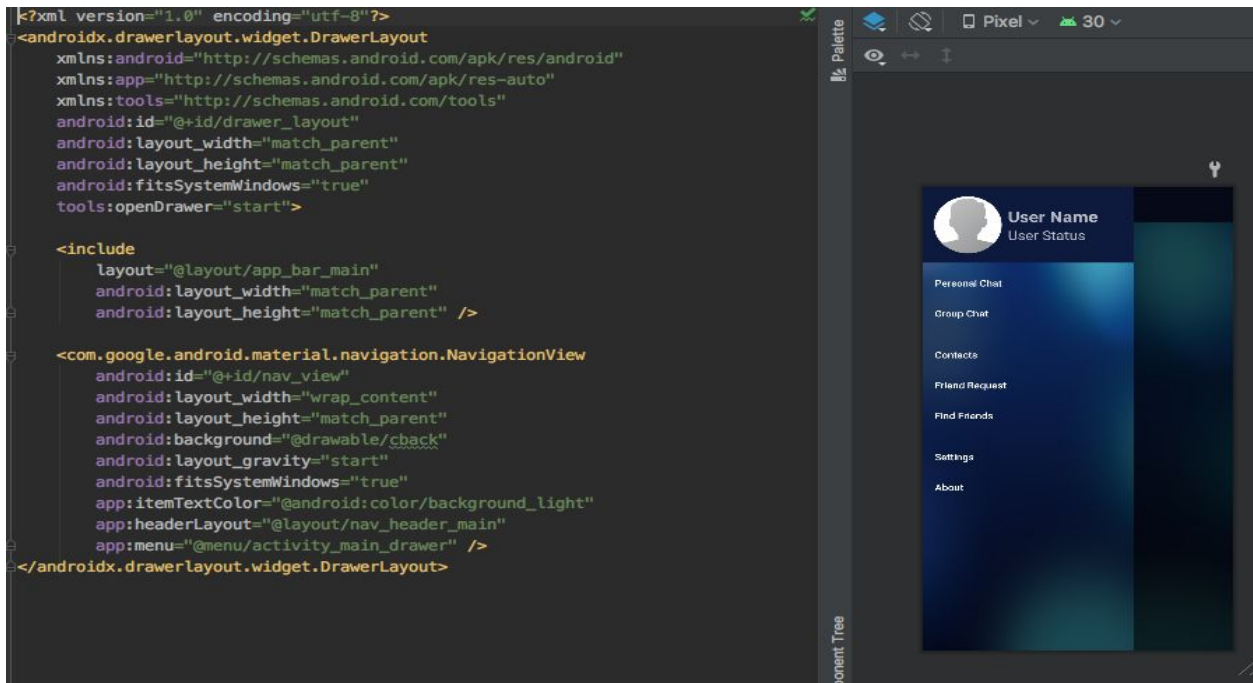 <?xml version="1.0" encoding="utf-8"?>
<androidx.drawerlayout.widget.DrawerLayout
    xmlns:android="http://schemas.android.com/apk/res/android"
    xmlns:app="http://schemas.android.com/apk/res-auto"
    xmlns:tools="http://schemas.android.com/tools"
    android:id="@+id/drawer_layout"
    android:layout_width="match_parent"
    android:layout_height="match_parent"
    android:fitsSystemWindows="true"
    tools:openDrawer="start">

    <include
        layout="@layout/app_bar_main"
        android:layout_width="match_parent"
        android:layout_height="match_parent" />

    <com.google.android.material.navigation.NavigationView
        android:id="@+id/nav_view"
        android:layout_width="wrap_content"
        android:layout_height="match_parent"
        android:background="@drawable/cback"
        android:layout_gravity="start"
        android:fitsSystemWindows="true"
        app:itemTextColor="@android:color/background_light"
        app:headerLayout="@layout/nav_header_main"
        app:menu="@menu/activity_main_drawer" />
</androidx.drawerlayout.widget.DrawerLayout>
Palette
ponent Tree
Pixel 30
User Name
User Status
Personal Chat
Group Chat
Contacts
Friend Request
Find Friends
Settings
About